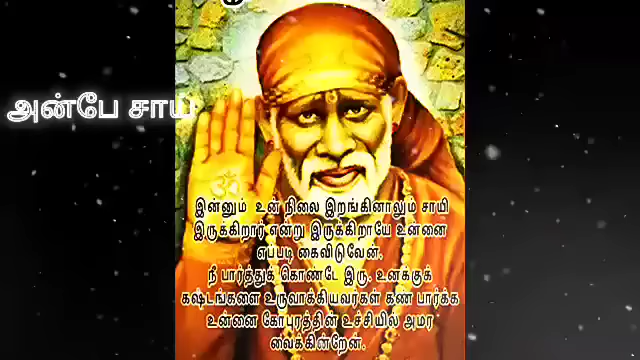 அன்பே சாய
இன்னும் உன் நிலை இறங்கினாலும் சாயி
இருக்கிறார் என்று இருக்கிறாயே உன்னை
எப்படி கைவிடுவேன்.
நீ பார்த்துக் கொண்டே இரு. உனக்குக்
கஷ்டங்களை உருவாக்கியவர்கள் கண் பார்க்க
உன்னை கோபுரத்தின் உச்சியில் அமர
வைக்கின்றேன்.